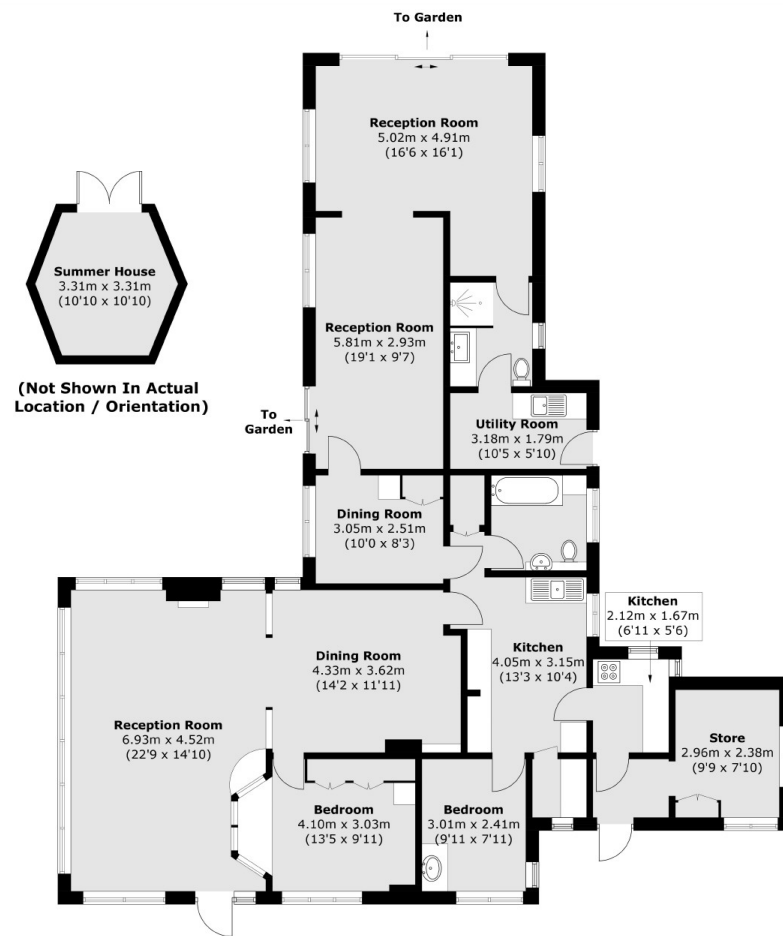 To Garden
Reception Room
5.02m x 4.91m
(16'6 x 16'1)
Summer House
3.31m x 3.31m
(10'10 x 10'10)
(Not Shown In Actual
Location / Orientation)
Reception Room
5.81m x 2.93m
(19'1 x 9'7)
To
Garden
Utility Room
3.18m x 1.79m
(10'5 x 5'10)
Dining Room
3.05m x 2.51m
(10'0 x 8'3)
Kitchen
2.12m x 1.67m
(6'11 x 5'6)
Kitchen
4.05m x 3.15m
(13'3 x 10'4)
Dining Room
4.33m x 3.62m
(14'2 x 11'11)
Reception Room
6.93m x 4.52m
(22'9 x 14'10)
Store
2.96m x 2.38m
(9'9 x 7'10)
Bedroom
4.10m x 3.03m
(13'5 x 9'11)
Bedroom
3.01m x 2.41m
(9'11 x 7'11)